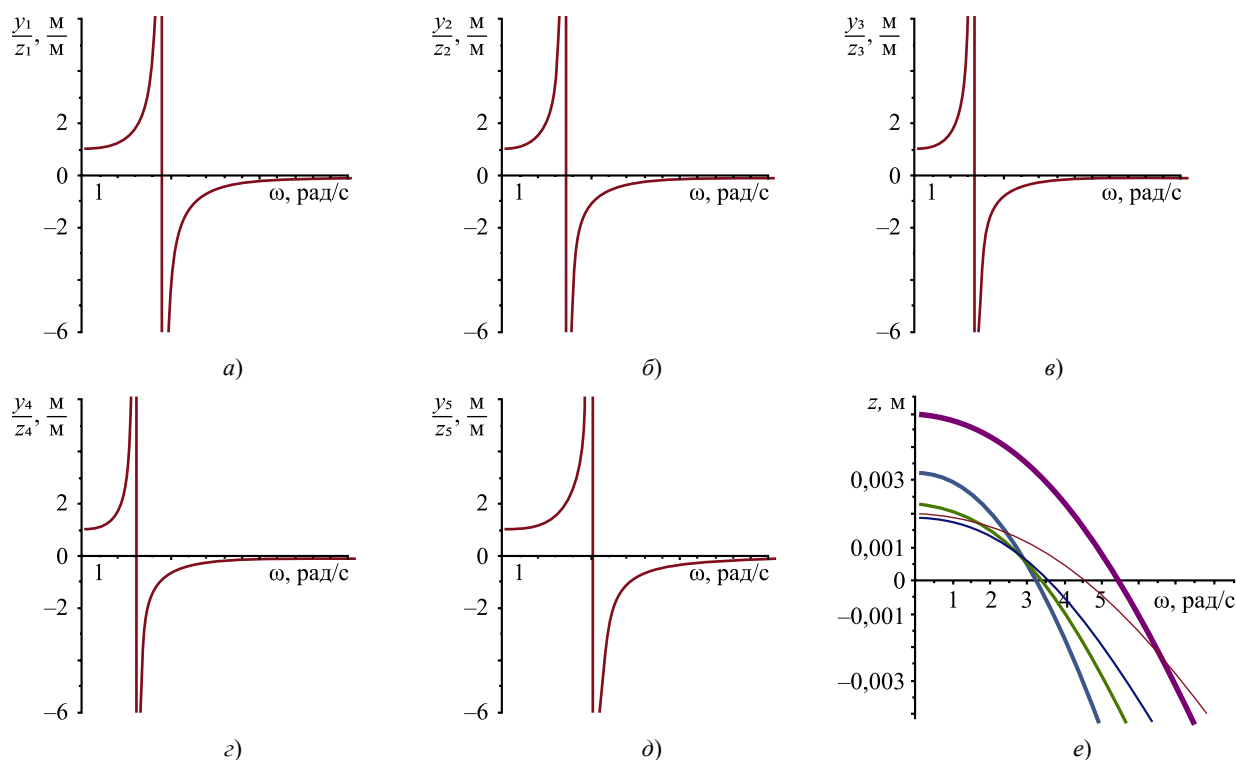 y₁/z₁, м/м
2
0
1
ω, рад/с
–2
–6
а)
y₂/z₂, м/м
2
0
1
ω, рад/с
–2
–6
б)
y₃/z₃, м/м
2
0
1
ω, рад/с
–2
–6
в)
y₄/z₄, м/м
2
0
1
ω, рад/с
–2
–6
г)
y₅/z₅, м/м
2
0
1
ω, рад/с
–2
–6
д)
z, м
0,003
0,001
0
1 2 3 4 5 ω, рад/с
–0,001
–0,003
е)